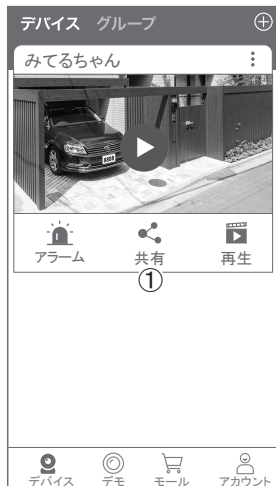 デバイス グループ
みてるちゃん
8888
アラーム 共有 再生
①
デバイス デモ モール アカウント